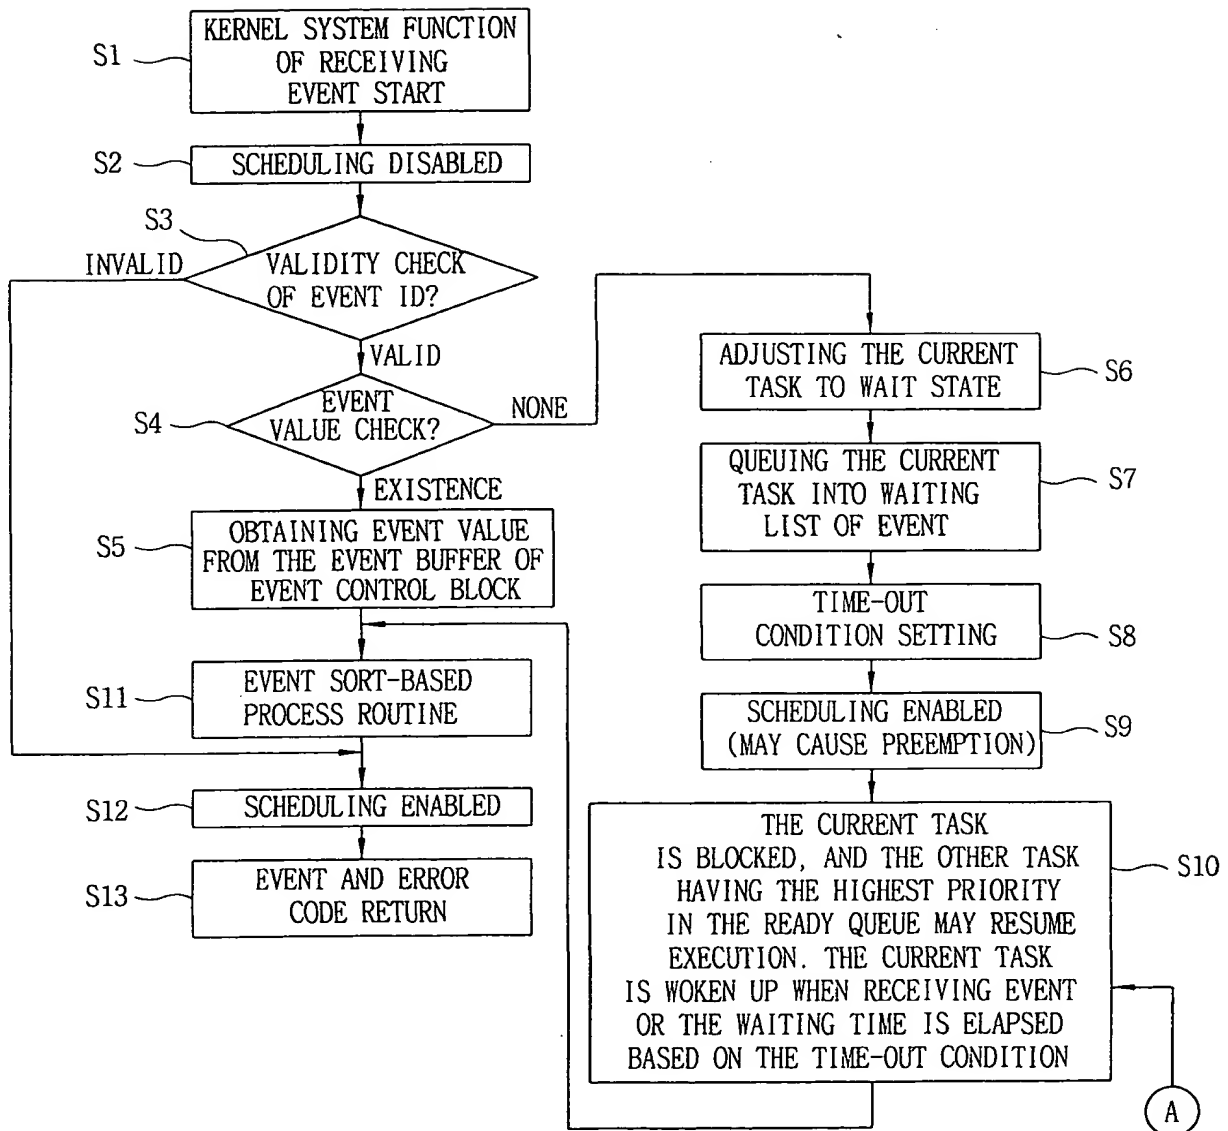 S1
KERNEL SYSTEM FUNCTION
OF RECEIVING
EVENT START
S2
SCHEDULING DISABLED
S3
INVALID
VALIDITY CHECK
OF EVENT ID?
VALID
S4
EVENT
VALUE CHECK?
NONE
EXISTENCE
S5
OBTAINING EVENT VALUE
FROM THE EVENT BUFFER OF
EVENT CONTROL BLOCK
S11
EVENT SORT-BASED
PROCESS ROUTINE
S12
SCHEDULING ENABLED
S13
EVENT AND ERROR
CODE RETURN
ADJUSTING THE CURRENT
TASK TO WAIT STATE
S6
QUEUING THE CURRENT
TASK INTO WAITING
LIST OF EVENT
S7
TIME-OUT
CONDITION SETTING
S8
SCHEDULING ENABLED
(MAY CAUSE PREEMPTION)
S9
THE CURRENT TASK
IS BLOCKED, AND THE OTHER TASK
HAVING THE HIGHEST PRIORITY
IN THE READY QUEUE MAY RESUME
EXECUTION. THE CURRENT TASK
IS WOKEN UP WHEN RECEIVING EVENT
OR THE WAITING TIME IS ELAPSED
BASED ON THE TIME-OUT CONDITION
S10
A